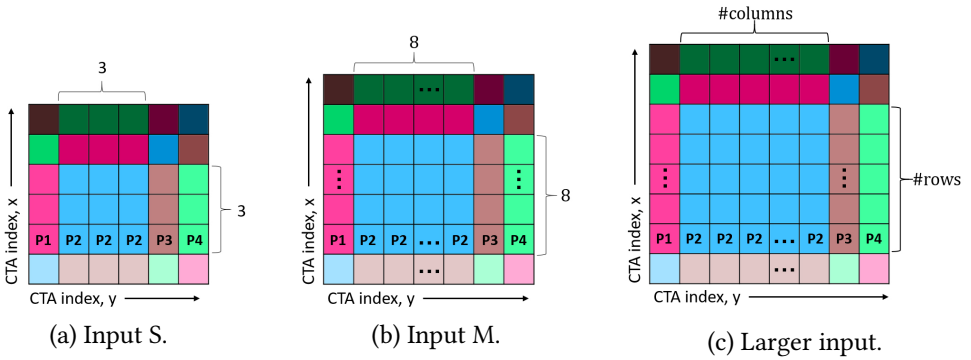 3
CTA index, x
P1 P2 P2 P2 P3 P4
3
CTA index, y
(a) Input S.
8
...
CTA index, x
⋮ ⋮
8
P1 P2 P2 ... P2 P3 P4
...
CTA index, y
(b) Input M.
#columns
...
CTA index, x
⋮ ⋮
#rows
P1 P2 P2 P2 ... P2 P3 P4
...
CTA index, y
(c) Larger input.